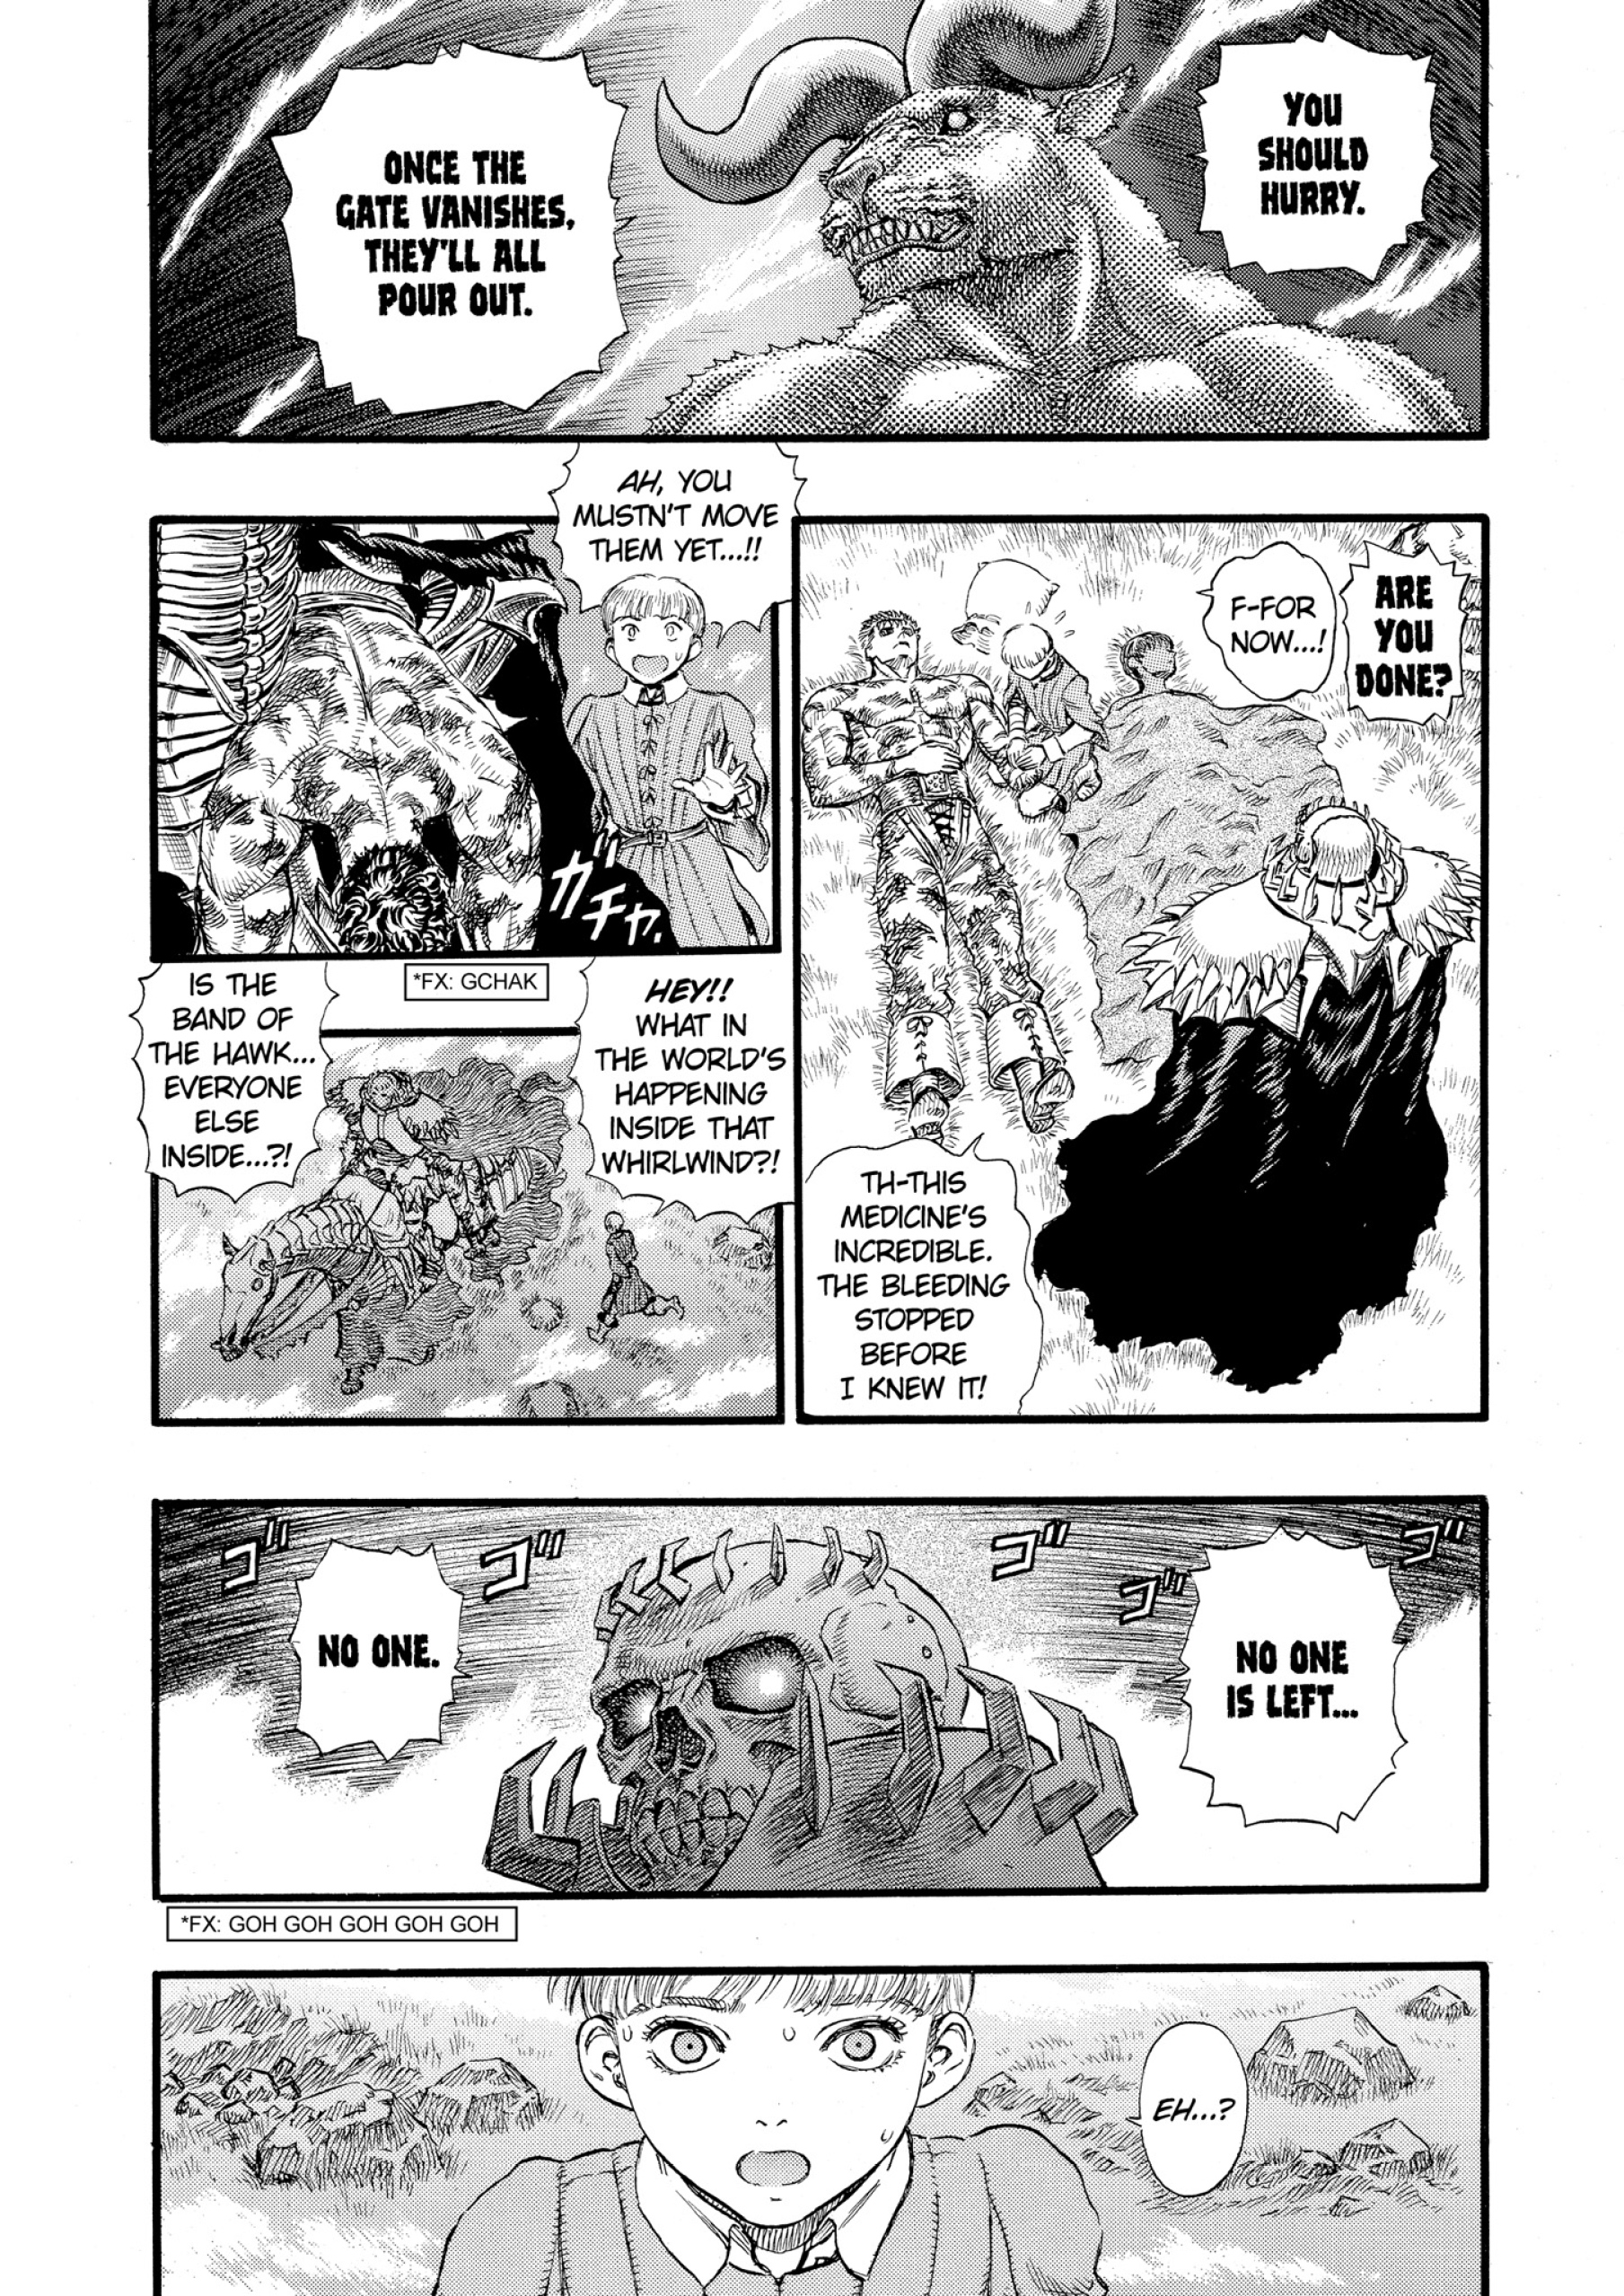 YOU
SHOULD
HURRY.
ONCE THE
GATE VANISHES,
THEY'LL ALL
POUR OUT.
ARE
YOU
DONE?
F-FOR
NOW...!
TH-THIS
MEDICINE'S
INCREDIBLE.
THE BLEEDING
STOPPED
BEFORE
I KNEW IT!
AH, YOU
MUSTN'T MOVE
THEM YET...!!
ガチャ
*FX: GCHAK
HEY!!
WHAT IN
THE WORLD'S
HAPPENING
INSIDE THAT
WHIRLWIND?!
IS THE
BAND OF
THE HAWK...
EVERYONE
ELSE
INSIDE...?!
ゴ
ゴ
ゴ
ゴ
ゴ
NO ONE
IS LEFT...
NO ONE.
*FX: GOH GOH GOH GOH GOH
EH...?